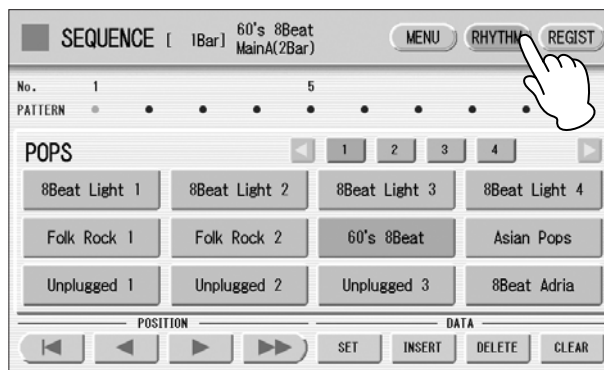 SEQUENCE [ 1Bar] 60's 8Beat MainA(2Bar) MENU RHYTHM REGIST
No. 1 5
PATTERN
POPS 1 2 3 4
8Beat Light 1 8Beat Light 2 8Beat Light 3 8Beat Light 4
Folk Rock 1 Folk Rock 2 60's 8Beat Asian Pops
Unplugged 1 Unplugged 2 Unplugged 3 8Beat Adria
POSITION DATA
SET INSERT DELETE CLEAR